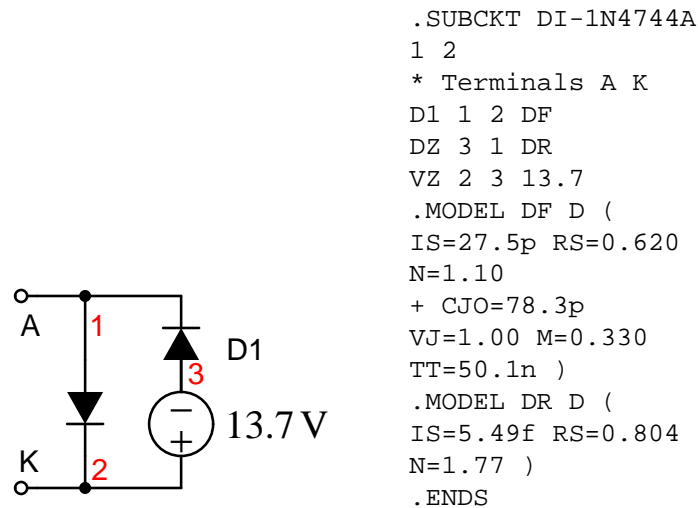 .SUBCKT DI-1N4744A
1 2
* Terminals A K
D1 1 2 DF
DZ 3 1 DR
VZ 2 3 13.7
.MODEL DF D (
IS=27.5p RS=0.620
N=1.10
+ CJO=78.3p
VJ=1.00 M=0.330
TT=50.1n )
.MODEL DR D (
IS=5.49f RS=0.804
N=1.77 )
.ENDS
A
1
D1
3
13.7 V
K
2